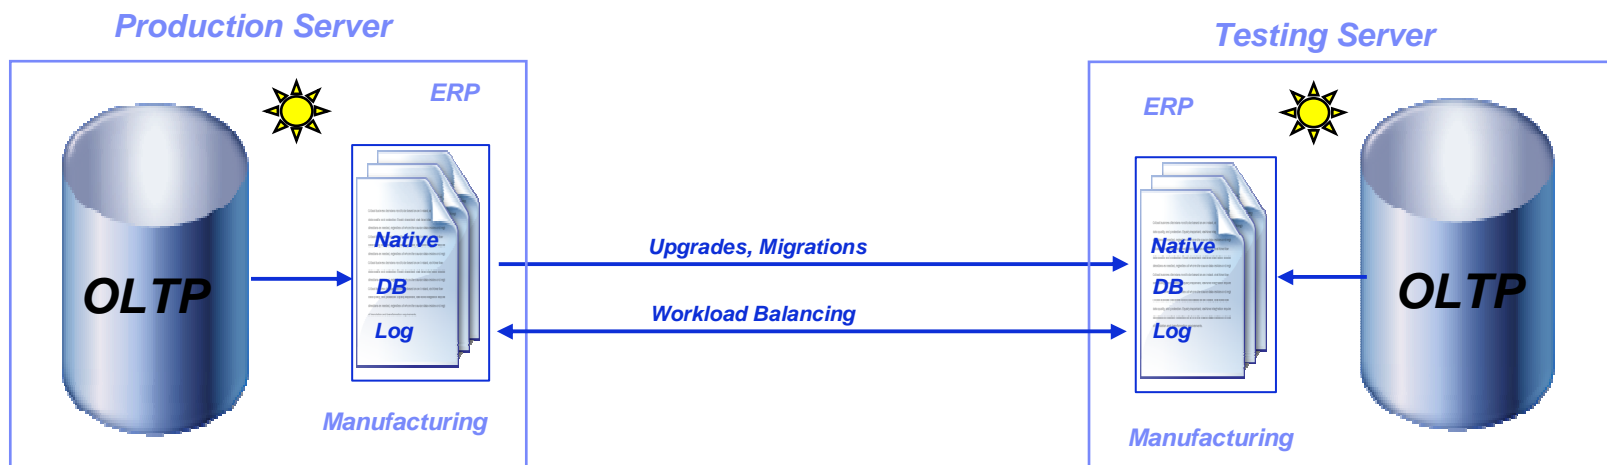 Production Server
Testing Server
ERP
ERP
Native
DB
Log
OLTP
Upgrades, Migrations
Workload Balancing
Native
DB
Log
OLTP
Manufacturing
Manufacturing